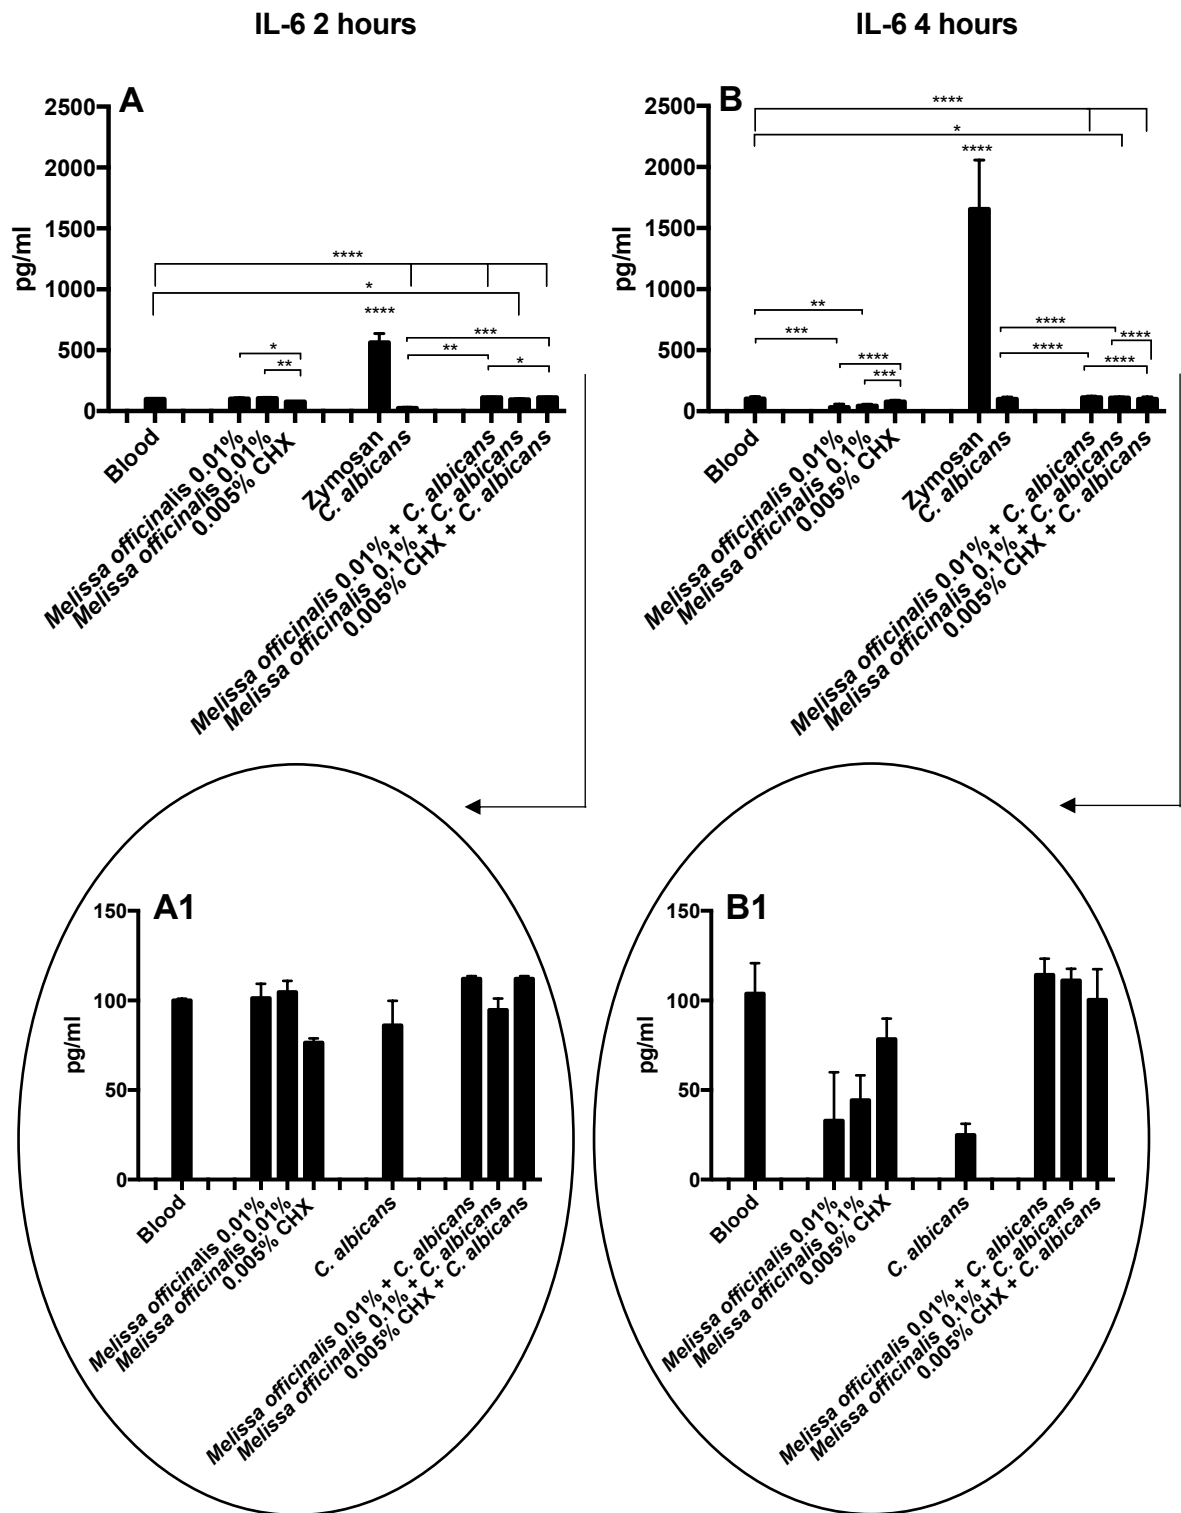 IL-6 2 hours
IL-6 4 hours
A
2500
2000
1500
1000
500
0
pg/ml
****
*
****
***
**
*
*
**
Blood
Melissa officinalis 0.01%
Melissa officinalis 0.01%
0.005% CHX
Zymosan
C. albicans
Melissa officinalis 0.01% + C. albicans
Melissa officinalis 0.1% + C. albicans
0.005% CHX + C. albicans
B
2500
2000
1500
1000
500
0
pg/ml
****
*
****
**
***
****
***
****
****
****
****
Blood
Melissa officinalis 0.01%
Melissa officinalis 0.1%
0.005% CHX
Zymosan
C. albicans
Melissa officinalis 0.01% + C. albicans
Melissa officinalis 0.1% + C. albicans
0.005% CHX + C. albicans
A1
150
100
50
0
pg/ml
Blood
Melissa officinalis 0.01%
Melissa officinalis 0.01%
0.005% CHX
C. albicans
Melissa officinalis 0.01% + C. albicans
Melissa officinalis 0.1% + C. albicans
0.005% CHX + C. albicans
B1
150
100
50
0
pg/ml
Blood
Melissa officinalis 0.01%
Melissa officinalis 0.1%
0.005% CHX
C. albicans
Melissa officinalis 0.01% + C. albicans
Melissa officinalis 0.1% + C. albicans
0.005% CHX + C. albicans